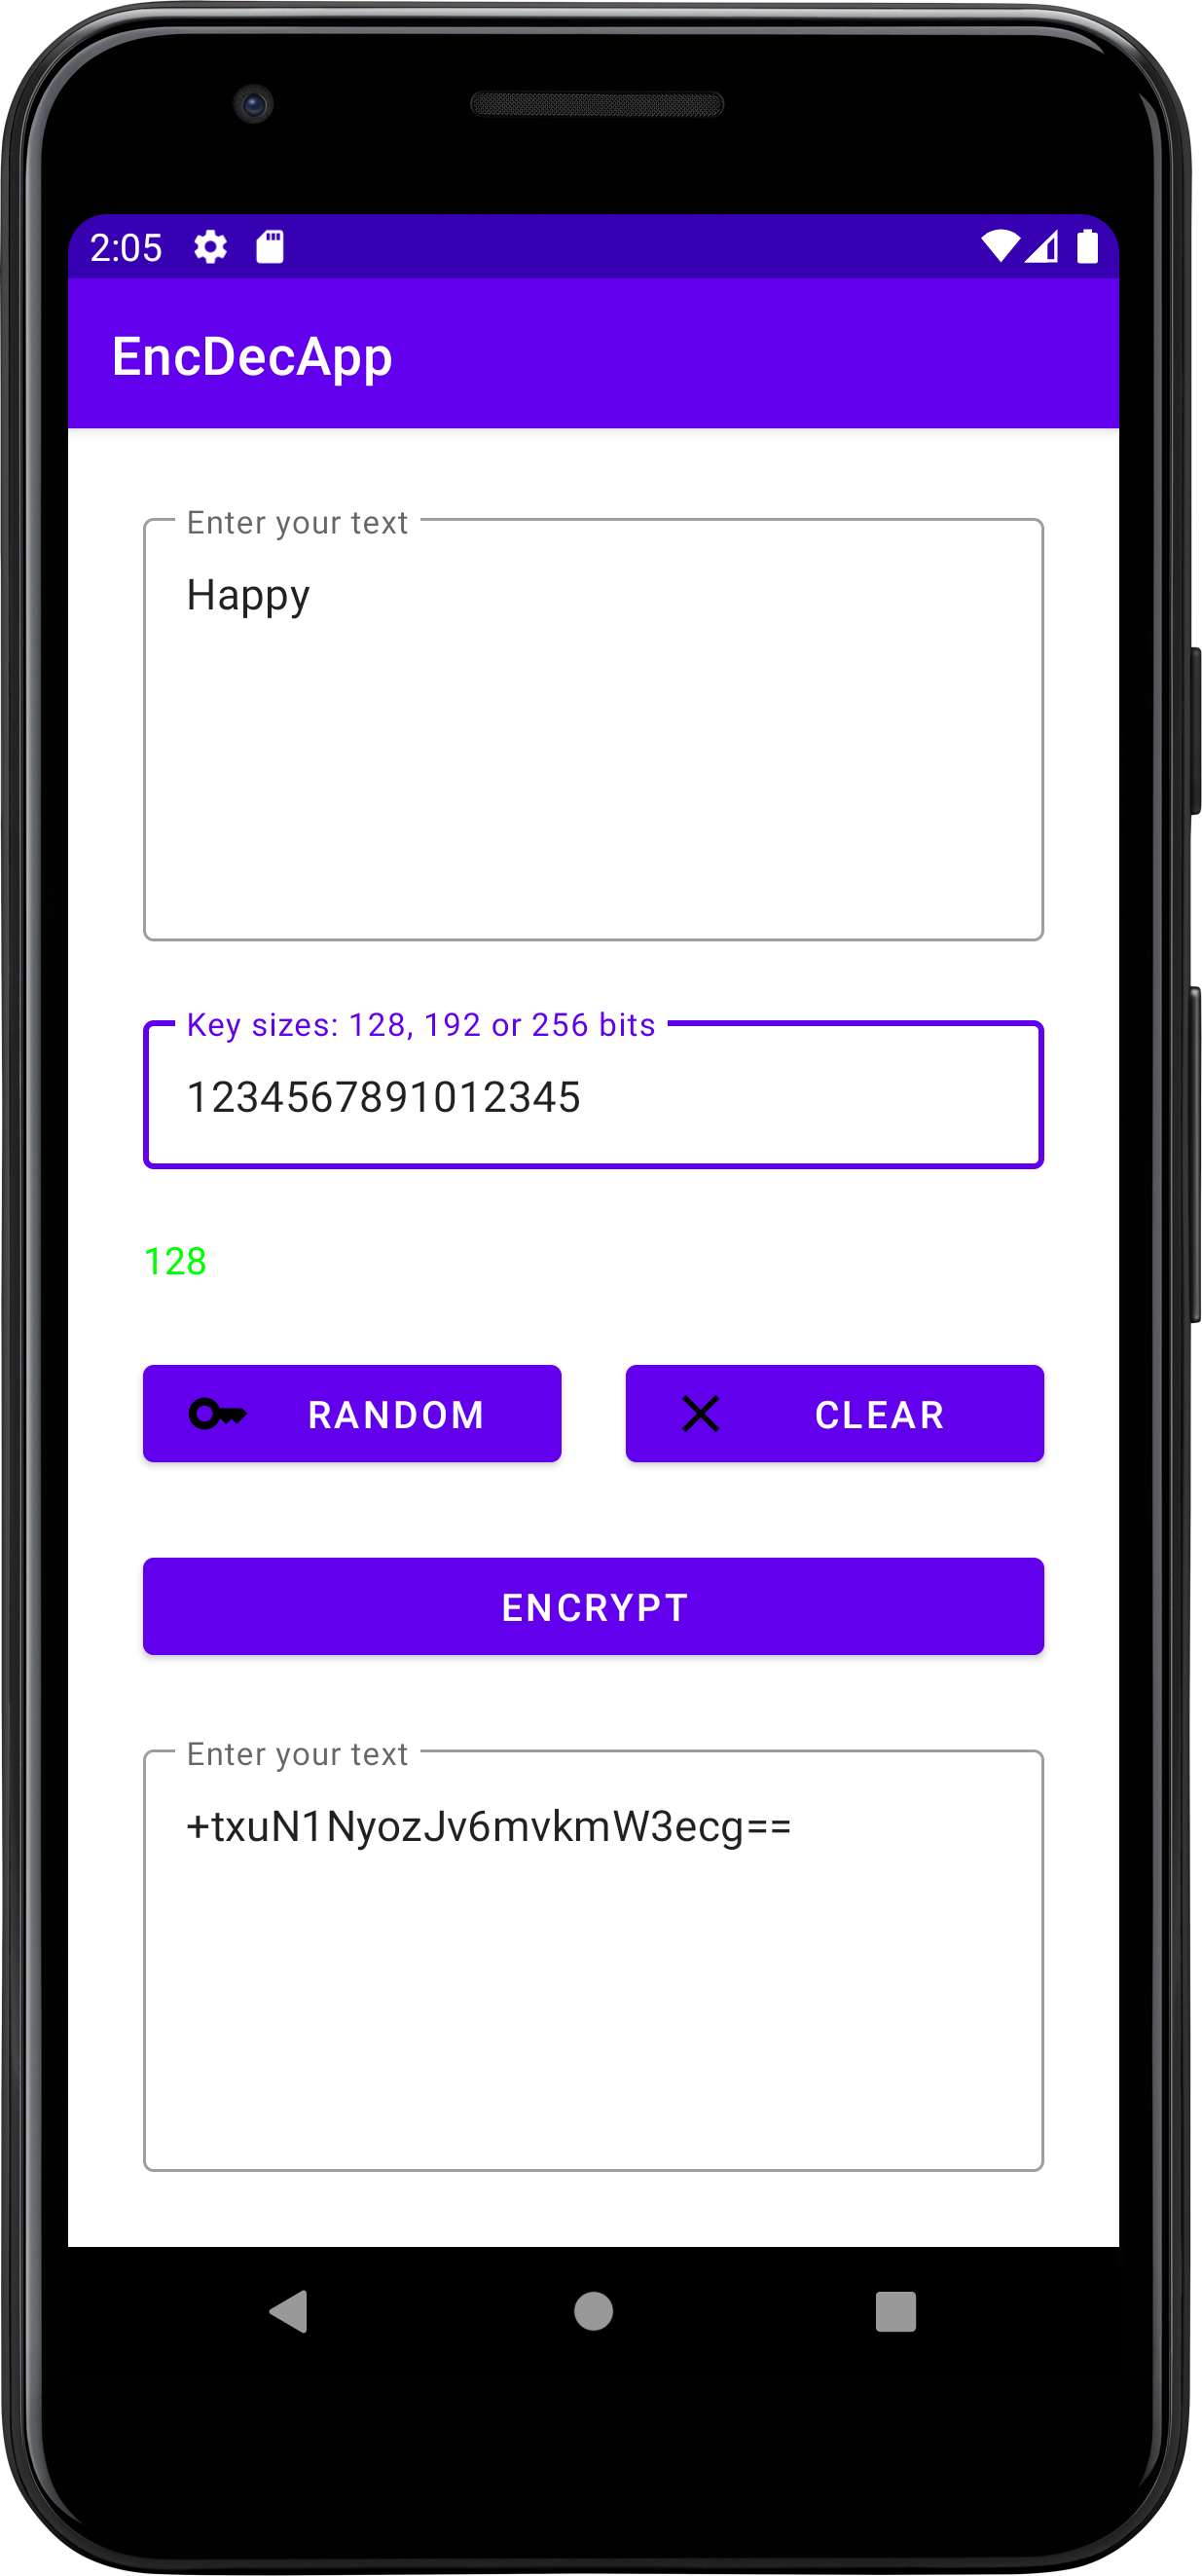 2:05
EncDecApp
Enter your text
Happy
Key sizes: 128, 192 or 256 bits
1234567891012345
128
RANDOM CLEAR
ENCRYPT
Enter your text
+txuN1NyozJv6mvkmW3ecg==